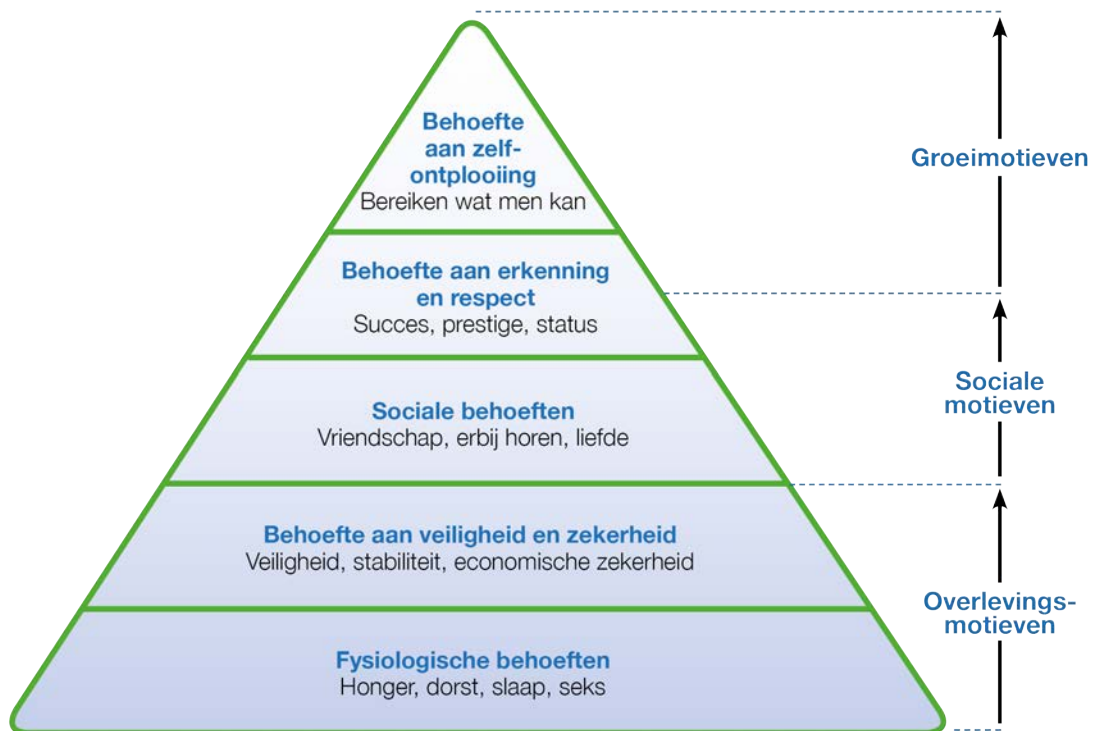 Behoefte
aan zelf-
ontplooiing
Bereiken wat men kan
Behoefte aan erkenning
en respect
Succes, prestige, status
Sociale behoeften
Vriendschap, erbij horen, liefde
Behoefte aan veiligheid en zekerheid
Veiligheid, stabiliteit, economische zekerheid
Fysiologische behoeften
Honger, dorst, slaap, seks
Groeimotieven
Sociale
motieven
Overlevings-
motieven